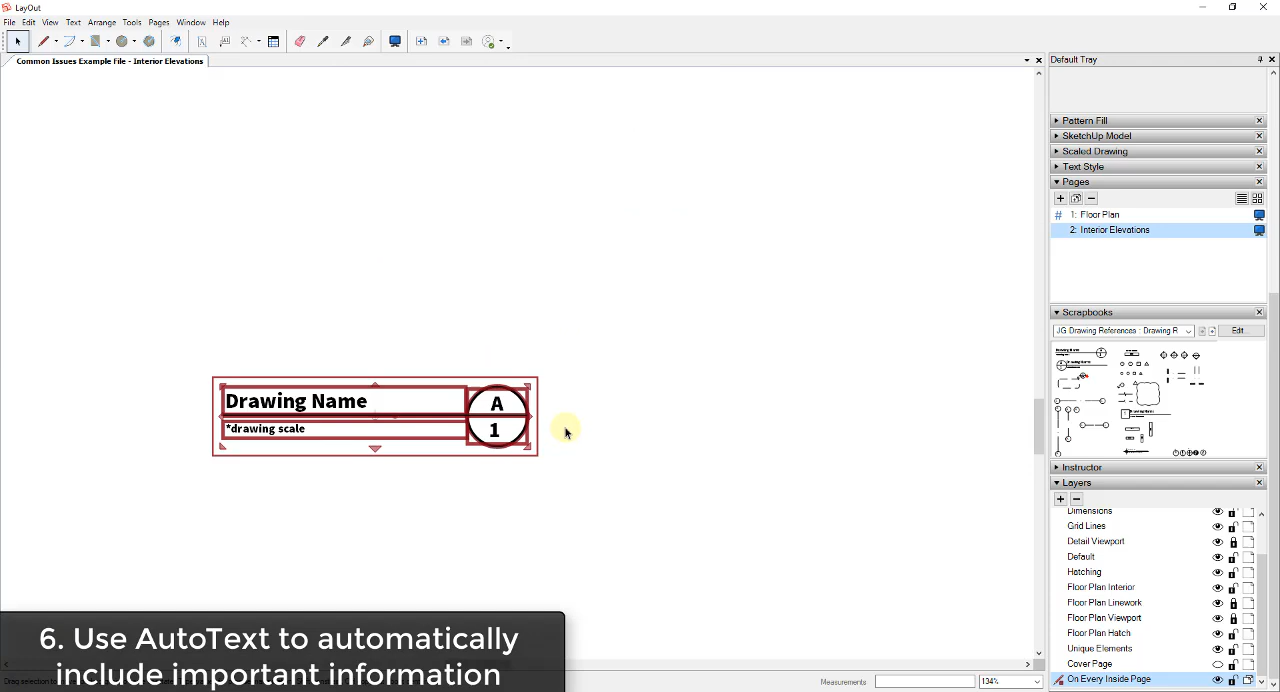 LayOut
File Edit View Text Arrange Tools Pages Window Help
Common Issues Example File - Interior Elevations
Default Tray
Pattern Fill
SketchUp Model
Scaled Drawing
Text Style
Pages
# 1: Floor Plan
2: Interior Elevations
Scrapbooks
JG Drawing References : Drawing R
Edit...
Instructor
Layers
Dimensions
Grid Lines
Detail Viewport
Default
Hatching
Floor Plan Interior
Floor Plan Linework
Floor Plan Viewport
Floor Plan Hatch
Unique Elements
Cover Page
On Every Inside Page
Drawing Name
*drawing scale
A
1
6. Use AutoText to automatically
include important information
Measurements
134%